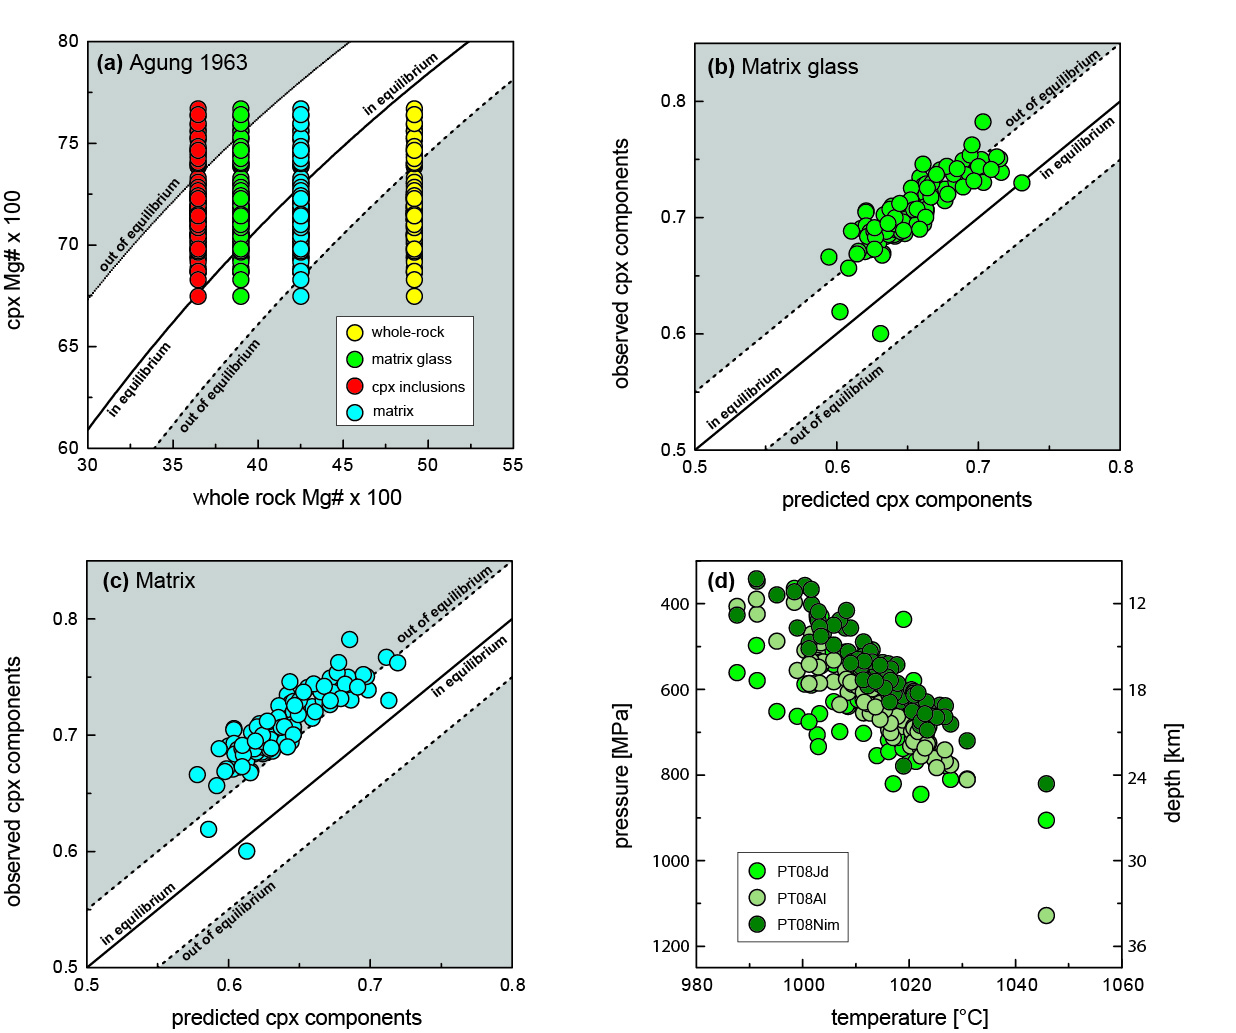 (a) Agung 1963
80
75
70
65
60
30
35
40
45
50
55
cpx Mg# x 100
whole rock Mg# x 100
in equilibrium
out of equilibrium
in equilibrium
out of equilibrium
whole-rock
matrix glass
cpx inclusions
matrix
(b) Matrix glass
0.8
0.7
0.6
0.5
0.5
0.6
0.7
0.8
observed cpx components
predicted cpx components
out of equilibrium
in equilibrium
in equilibrium
out of equilibrium
(c) Matrix
0.8
0.7
0.6
0.5
0.5
0.6
0.7
0.8
observed cpx components
predicted cpx components
out of equilibrium
in equilibrium
in equilibrium
out of equilibrium
(d)
400
600
800
1000
1200
12
18
24
30
36
980
1000
1020
1040
1060
pressure [MPa]
depth [km]
temperature [°C]
PT08Jd
PT08Al
PT08Nim